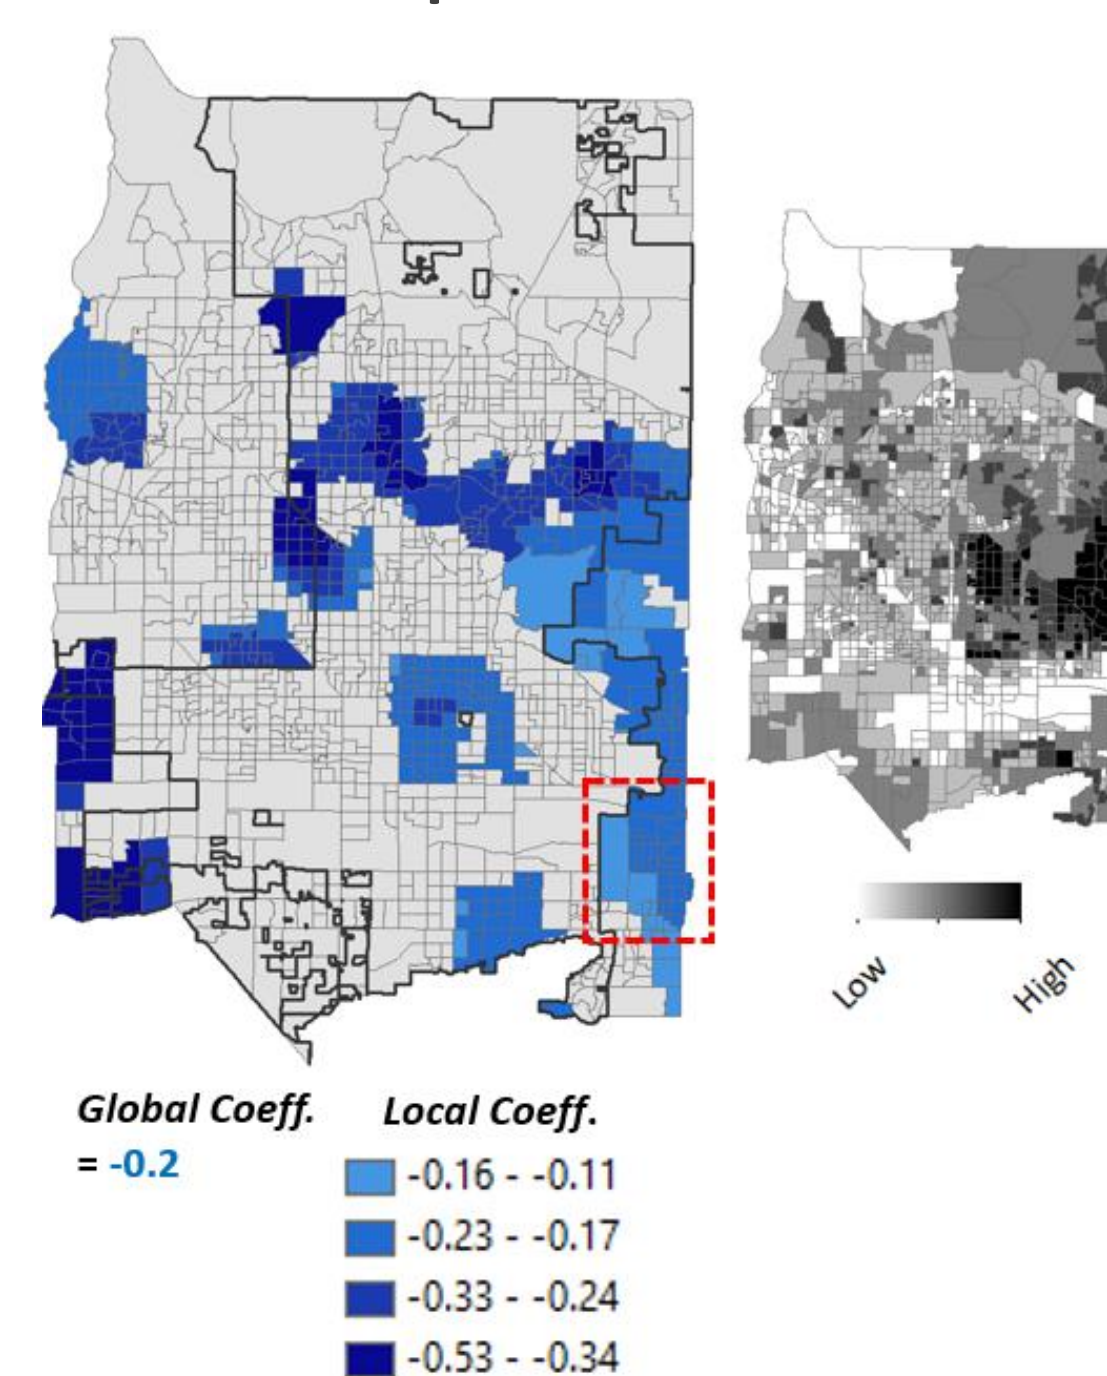 Low
High
Global Coeff.
= -0.2
Local Coeff.
-0.16 - -0.11
-0.23 - -0.17
-0.33 - -0.24
-0.53 - -0.34